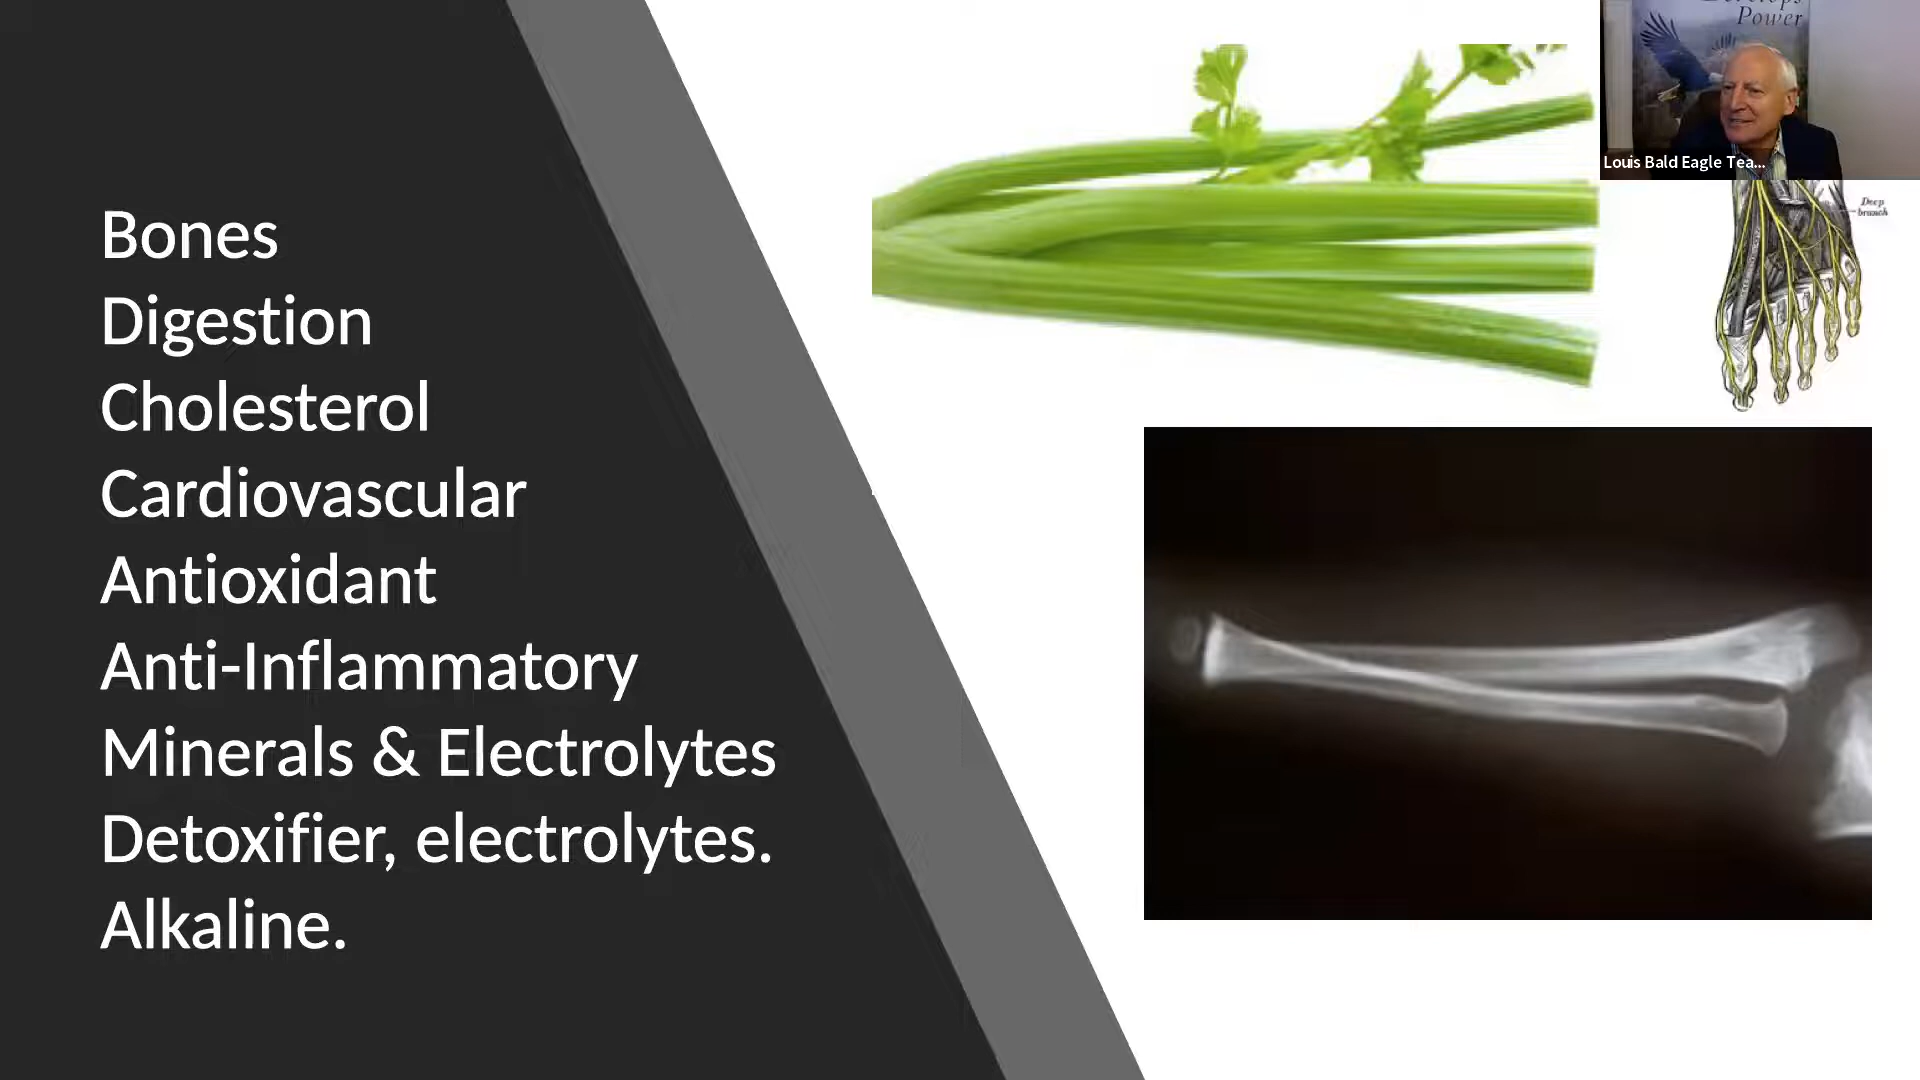 Bones
Digestion
Cholesterol
Cardiovascular
Antioxidant
Anti-Inflammatory
Minerals & Electrolytes
Detoxifier, electrolytes.
Alkaline.
Power
Louis Bald Eagle Tea...
Deep
branch